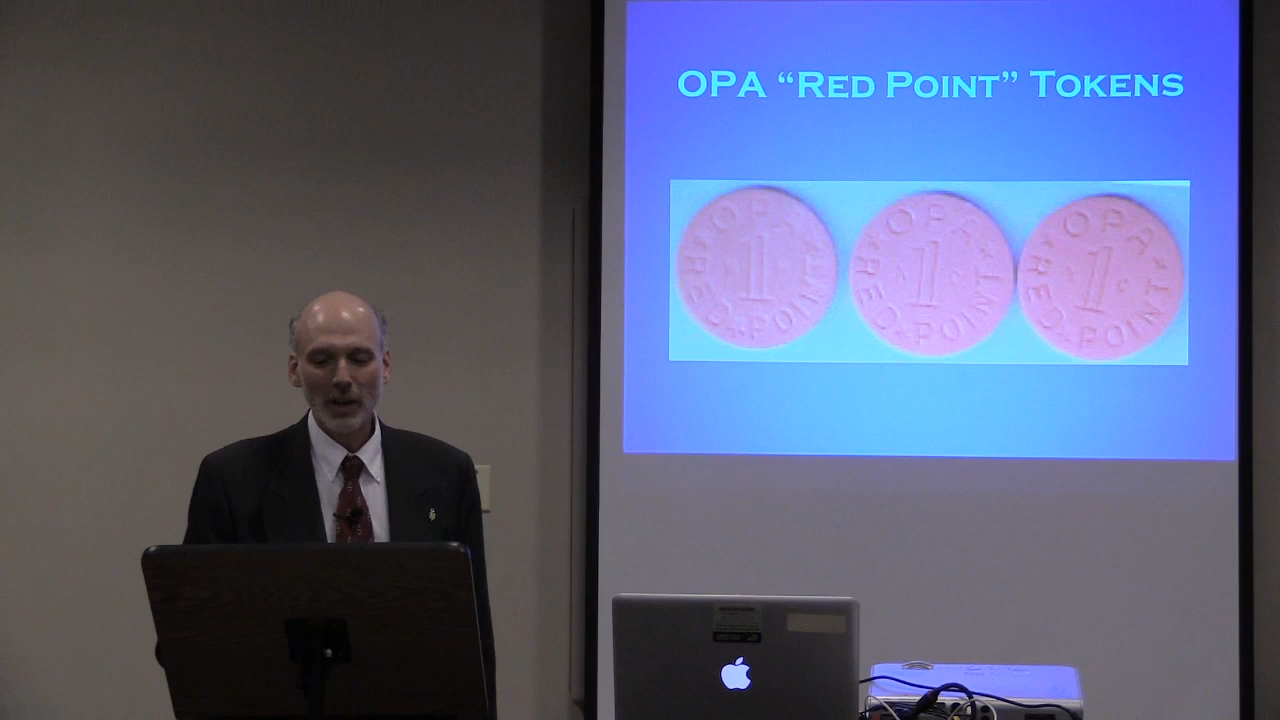 OPA “RED POINT” TOKENS
OPA
1
RED POINT
OPA
1
RED POINT
OPA
1
RED POINT